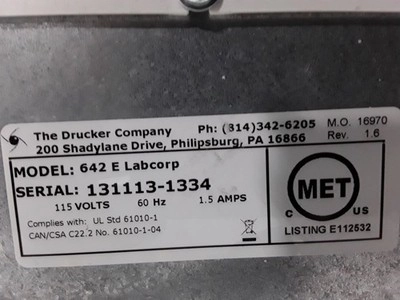 The Drucker Company Ph: (814)342-6205 M.O. 16970
200 Shadylane Drive, Philipsburg, PA 16866 Rev. 1.6
MODEL: 642 E Labcorp
SERIAL: 131113-1334
115 VOLTS 60 Hz 1.5 AMPS
Complies with: UL Std 61010-1
CAN/CSA C22.2 No. 61010-1-04
MET
C US
LISTING E112532